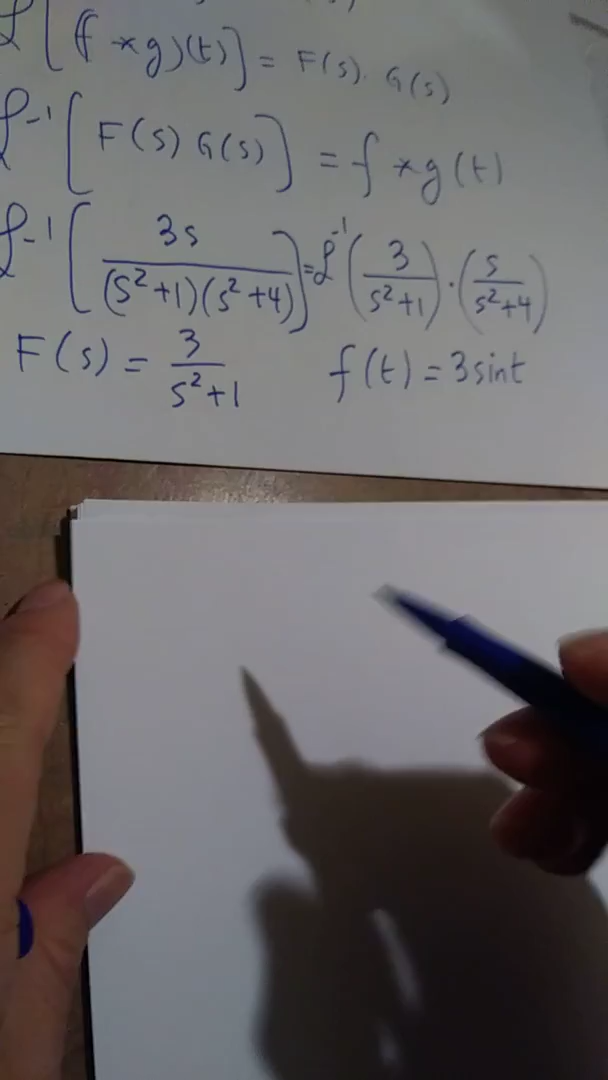 ℒ[(f*g)(t)] = F(s). G(s)
ℒ⁻¹[F(s) G(s)] = f*g(t)
ℒ⁻¹[3s/((s²+1)(s²+4))] = ℒ⁻¹(3/(s²+1))·(s/(s²+4))
F(s) = 3/(s²+1) f(t) = 3sint